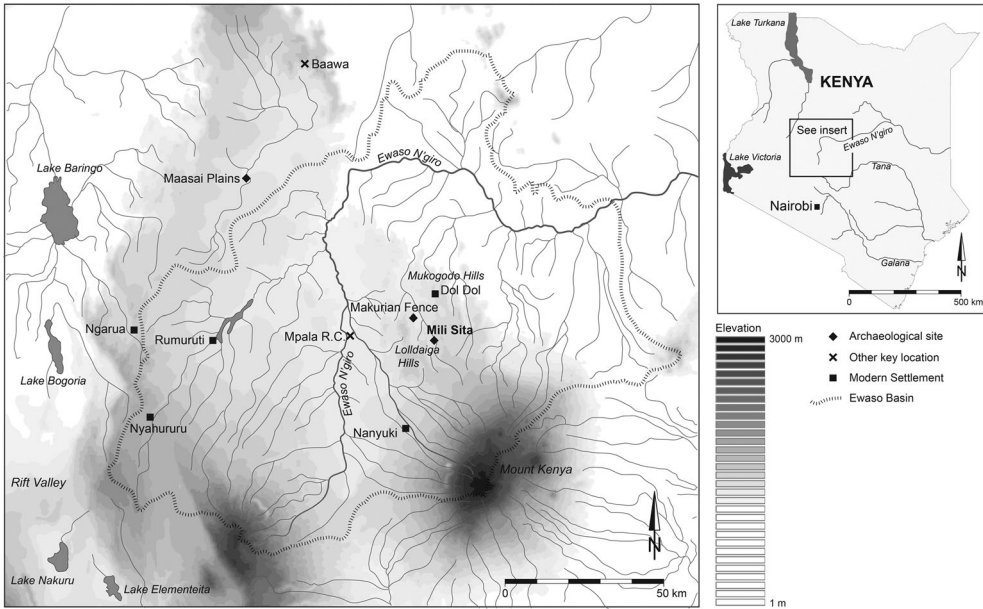 Baawa
Ewaso N'giro
Lake Baringo
Maasai Plains
Mukogodo Hills
Dol Dol
Makurian Fence
Ngarua
Rumuruti
Mpala R.C.
Mili Sita
Lolldaiga
Hills
Lake Bogoria
Ewaso N'giro
Nyahururu
Nanyuki
Mount Kenya
Rift Valley
N
Lake Nakuru
Lake Elementeita
0
50 km
Lake Turkana
KENYA
See insert
Ewaso N'giro
Lake Victoria
Tana
Nairobi
Galana
N
0
500 km
Elevation
3000 m
1 m
Archaeological site
Other key location
Modern Settlement
Ewaso Basin